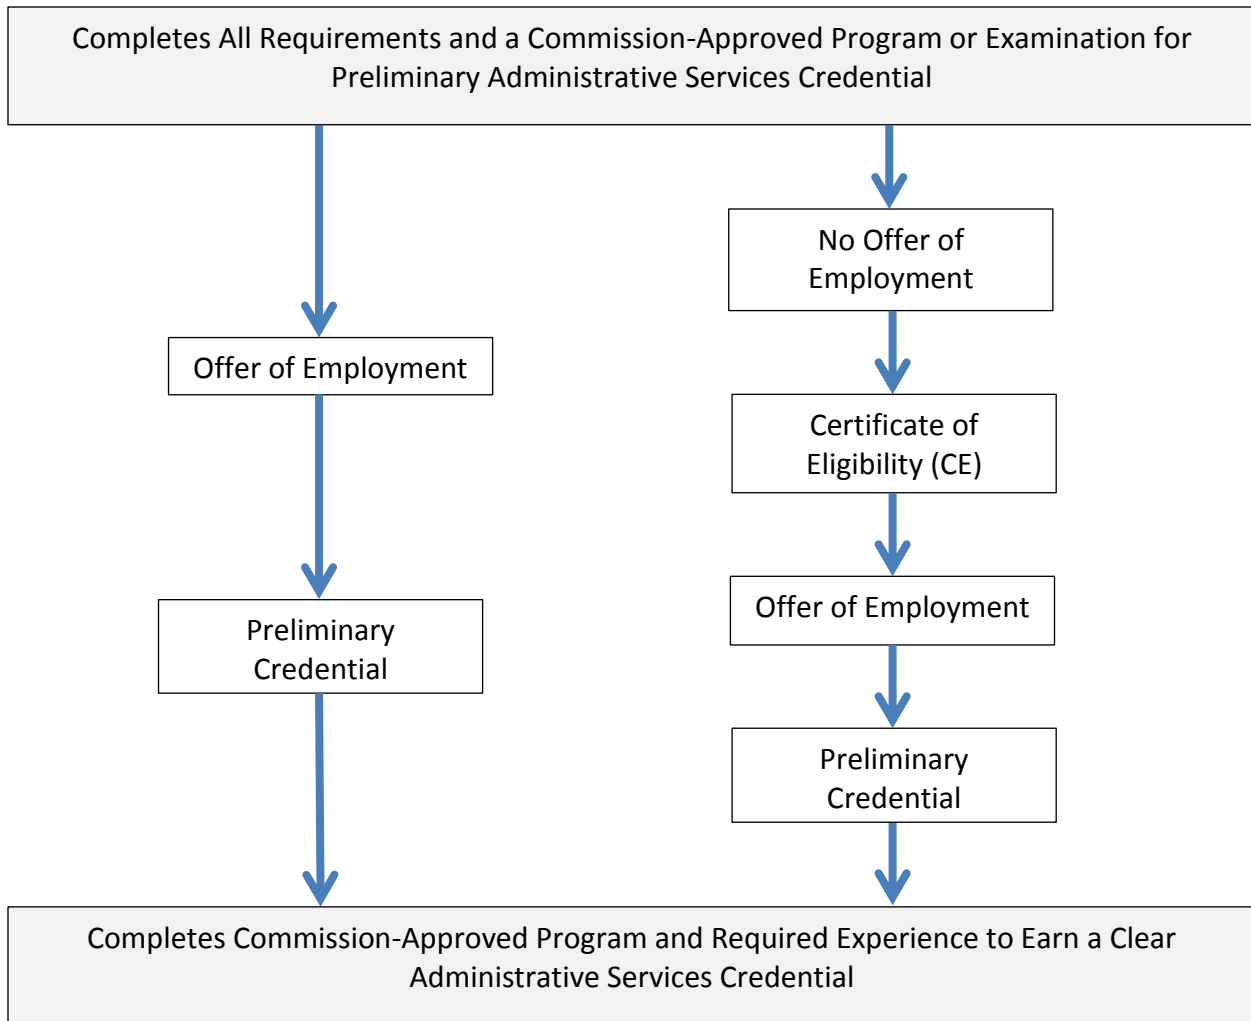 Completes All Requirements and a Commission-Approved Program or Examination for
Preliminary Administrative Services Credential
Offer of Employment
Preliminary
Credential
No Offer of
Employment
Certificate of
Eligibility (CE)
Offer of Employment
Preliminary
Credential
Completes Commission-Approved Program and Required Experience to Earn a Clear
Administrative Services Credential